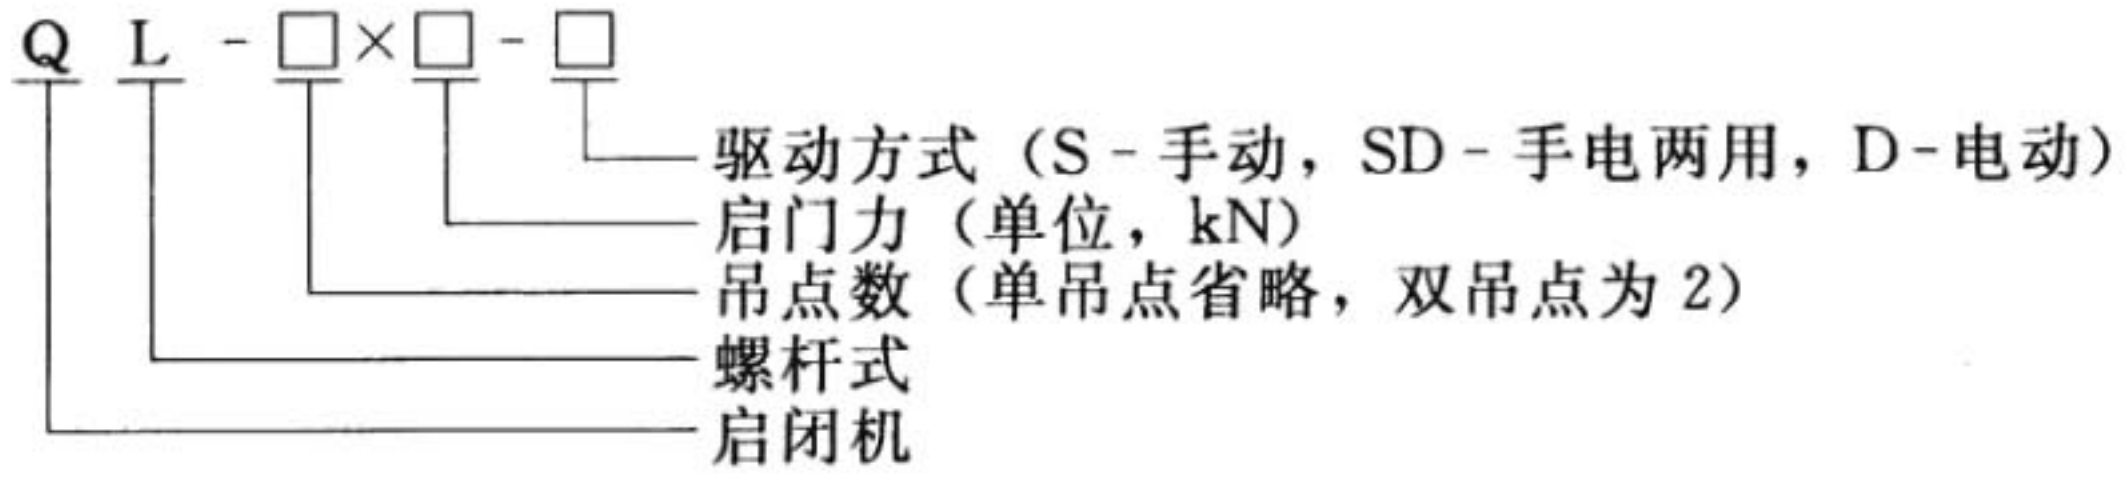 Q L - □×□ - □
驱动方式（S-手动，SD-手电两用，D-电动）
启门力（单位，kN）
吊点数（单吊点省略，双吊点为 2）
螺杆式
启闭机